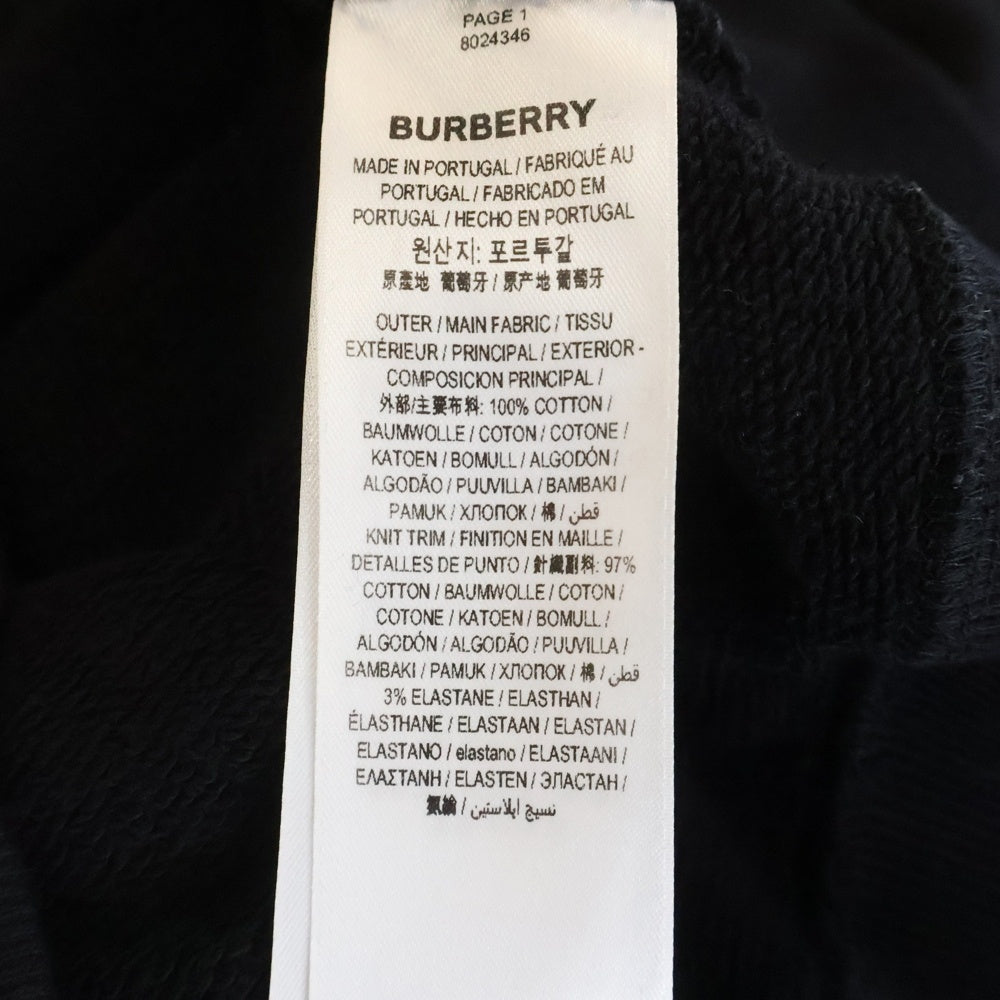 PAGE 1
8024346
BURBERRY
MADE IN PORTUGAL / FABRIQUÉ AU
PORTUGAL / FABRICADO EM
PORTUGAL / HECHO EN PORTUGAL
원산지: 포르투갈
原產地 葡萄牙 / 原产地 葡萄牙
OUTER / MAIN FABRIC / TISSU
EXTÉRIEUR / PRINCIPAL / EXTERIOR -
COMPOSICION PRINCIPAL /
外部/主要布料: 100% COTTON /
BAUMWOLLE / COTON / COTONE /
KATOEN / BOMULL / ALGODÓN /
ALGODÃO / PUUVILLA / BAMBAKI /
PAMUK / ХЛОПОК / 棉 / قطن
KNIT TRIM / FINITION EN MAILLE /
DETALLES DE PUNTO / 針織副料: 97%
COTTON / BAUMWOLLE / COTON /
COTONE / KATOEN / BOMULL /
ALGODÓN / ALGODÃO / PUUVILLA /
BAMBAKI / PAMUK / ХЛОПОК / 棉 / قطن
3% ELASTANE / ELASTHAN /
ÉLASTHANE / ELASTAAN / ELASTAN /
ELASTANO / elastano / ELASTAANI /
ΕΛΑΣΤΑΝΗ / ELASTEN / ЭЛАСТАН /
氨綸 / نسيج ايلاستين